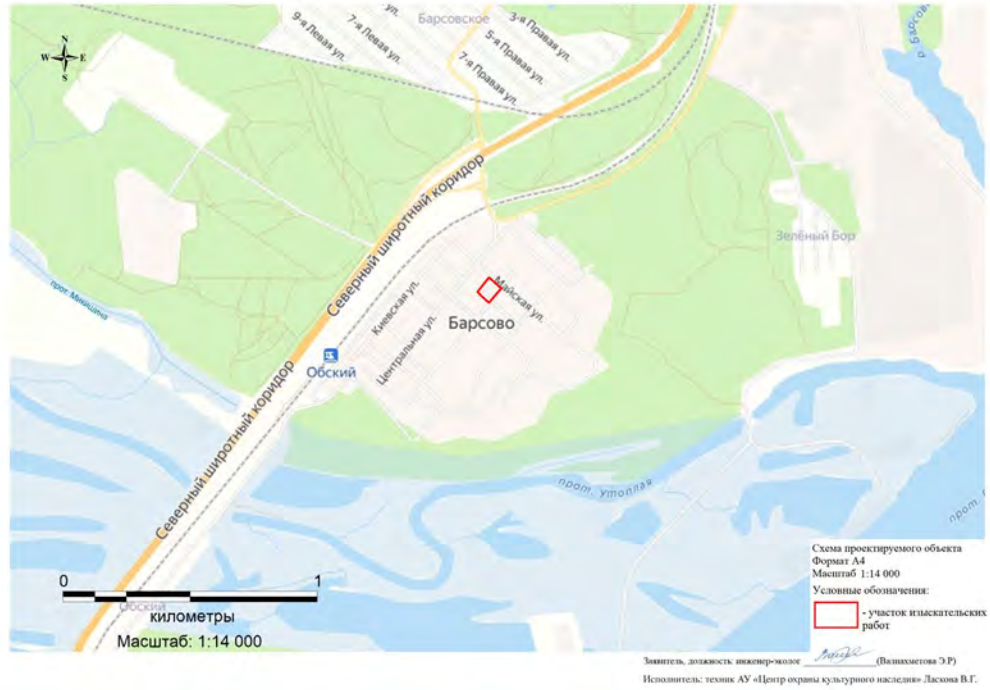 Барсовское
3-я Правая ул.
9-я Левая ул.
7-я Левая ул.
ул.
5-я Правая ул.
7-я Правая ул.
р. Барсов
N
W E
S
Северный широтный коридор
Зелёный Бор
прот. Микишина
Майская ул.
Киевская ул.
Барсово
Центральная ул.
Обский
Северный широтный коридор
прот. Утоплая
прот.
0 1
Обский
километры
Масштаб: 1:14 000
Схема проектируемого объекта
Формат А4
Масштаб 1:14 000
Условные обозначения:
- участок изыскательских
работ
Заявитель, должность: инженер-эколог (Валиахметова Э.Р)
Исполнитель: техник АУ «Центр охраны культурного наследия» Ласкова В.Г.